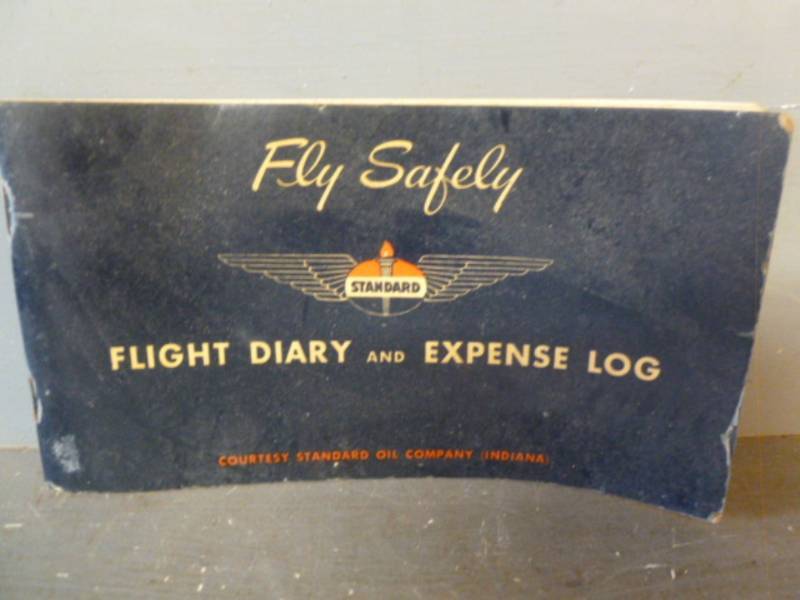 Fly Safely
STANDARD
FLIGHT DIARY AND EXPENSE LOG
COURTESY STANDARD OIL COMPANY (INDIANA)